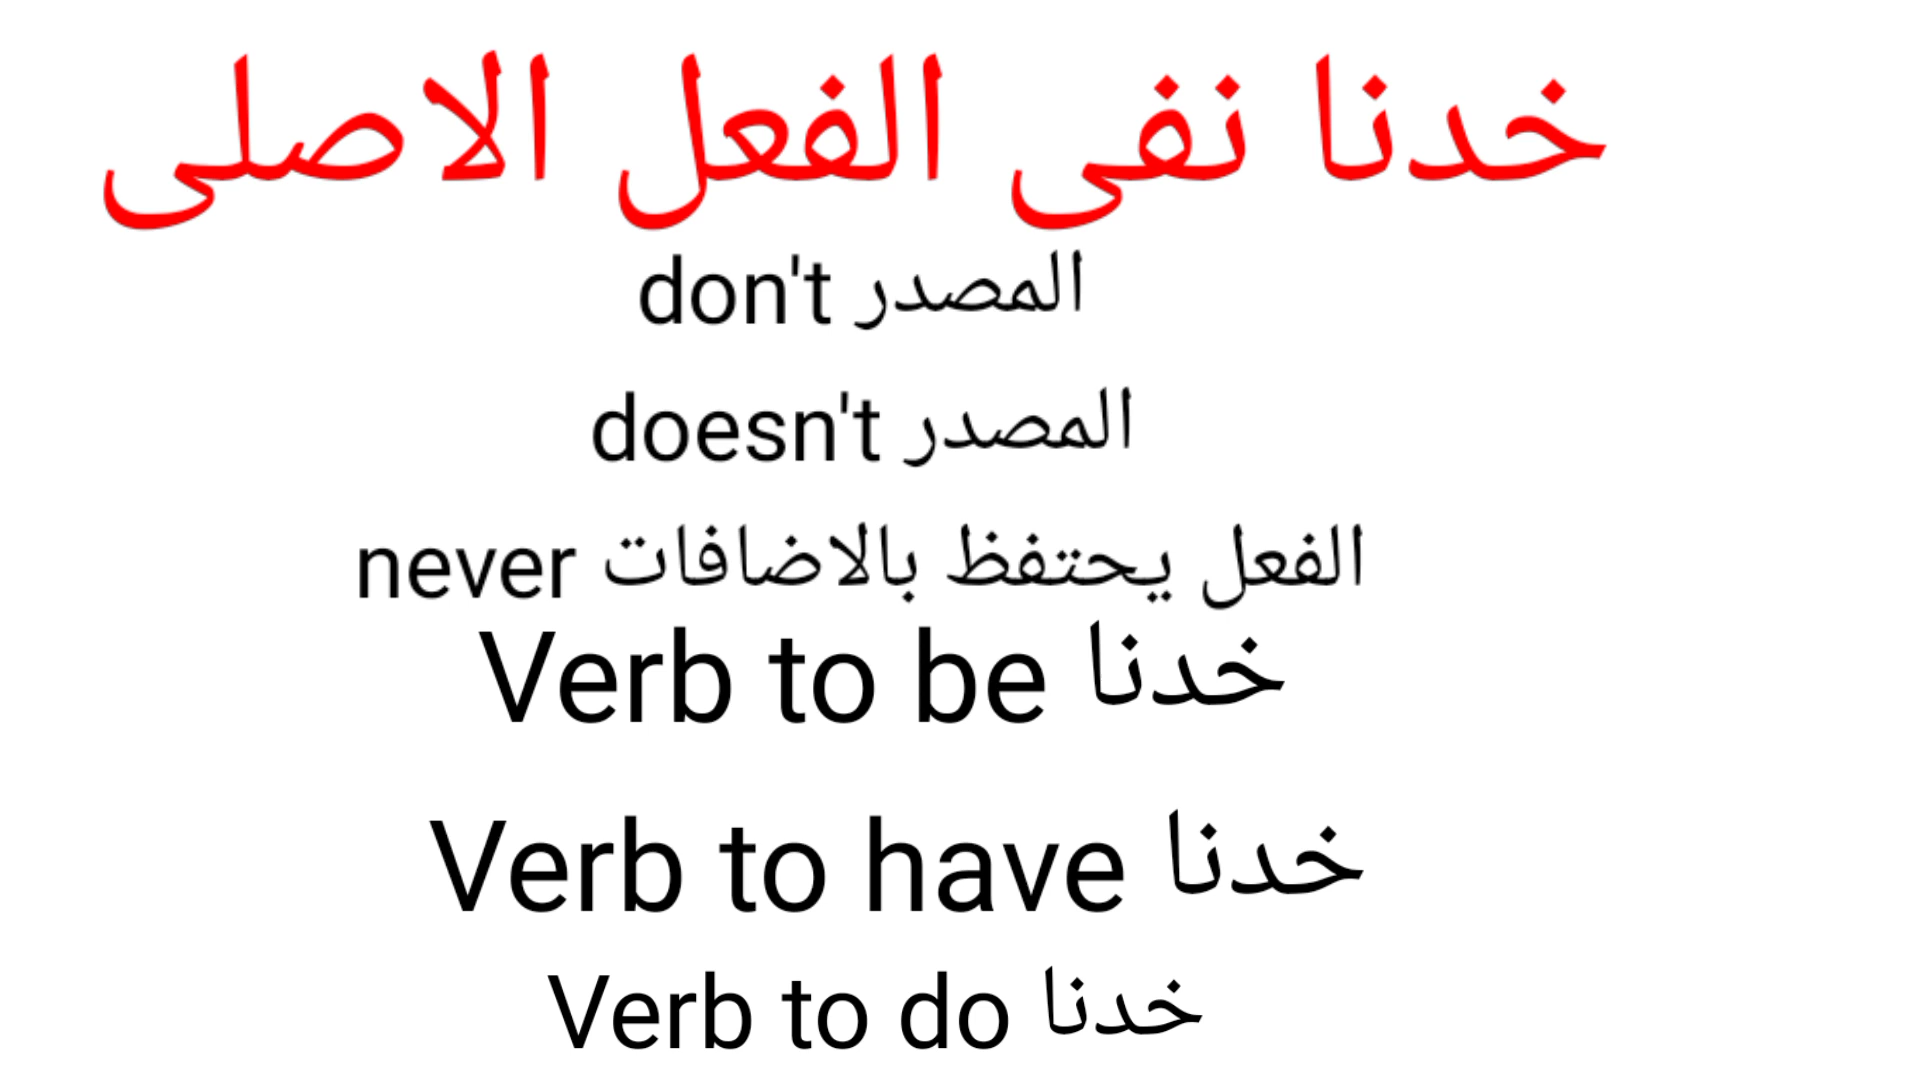 خدنا نفى الفعل الاصلى
don't المصدر
doesn't المصدر
never الفعل يحتفظ بالاضافات
Verb to be خدنا
Verb to have خدنا
Verb to do خدنا